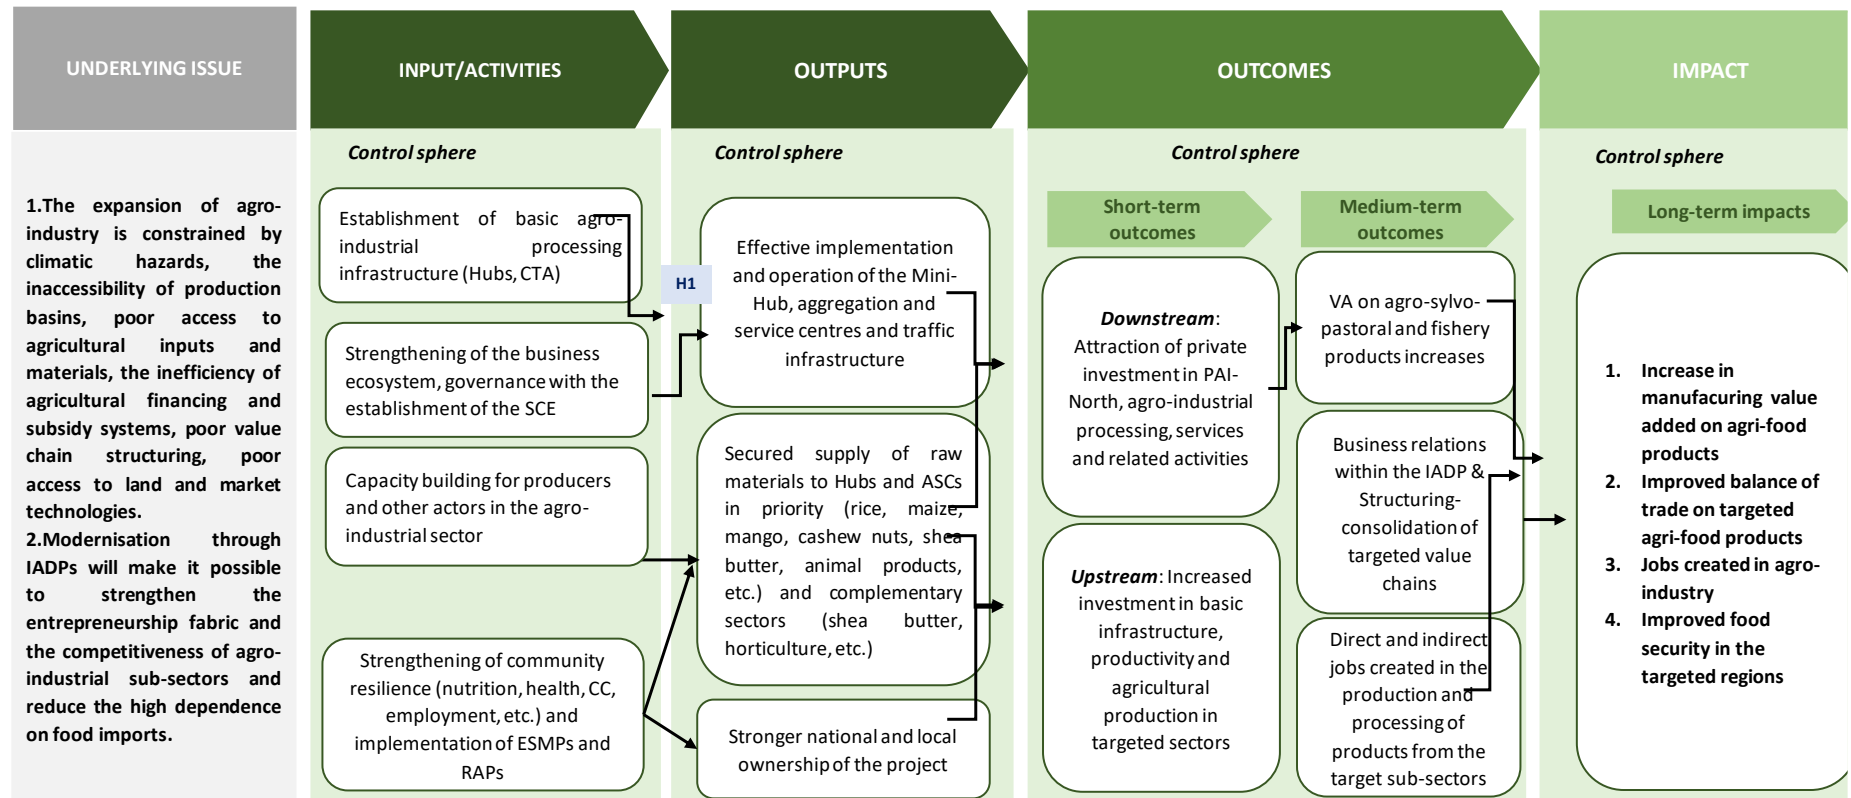 UNDERLYING ISSUE
INPUT/ACTIVITIES
OUTPUTS
OUTCOMES
IMPACT
1.The expansion of agro-
industry is constrained by
climatic hazards, the
inaccessibility of production
basins, poor access to
agricultural inputs and
materials, the inefficiency of
agricultural financing and
subsidy systems, poor value
chain structuring, poor
access to land and market
technologies.
2.Modernisation through
IADPs will make it possible
to strengthen the
entrepreneurship fabric and
the competitiveness of agro-
industrial sub-sectors and
reduce the high dependence
on food imports.
Control sphere
Establishment of basic agro-
industrial processing
infrastructure (Hubs, CTA)
Strengthening of the business
ecosystem, governance with the
establishment of the SCE
Capacity building for producers
and other actors in the agro-
industrial sector
Strengthening of community
resilience (nutrition, health, CC,
employment, etc.) and
implementation of ESMPs and
RAPs
H1
Control sphere
Effective implementation
and operation of the Mini-
Hub, aggregation and
service centres and traffic
infrastructure
Secured supply of raw
materials to Hubs and ASCs
in priority (rice, maize,
mango, cashew nuts, shea
butter, animal products,
etc.) and complementary
sectors (shea butter,
horticulture, etc.)
Stronger national and local
ownership of the project
Control sphere
Short-term
outcomes
Downstream:
Attraction of private
investment in PAI-
North, agro-industrial
processing, services
and related activities
Upstream: Increased
investment in basic
infrastructure,
productivity and
agricultural
production in
targeted sectors
Medium-term
outcomes
VA on agro-sylvo-
pastoral and fishery
products increases
Business relations
within the IADP &
Structuring-
consolidation of
targeted value
chains
Direct and indirect
jobs created in the
production and
processing of
products from the
target sub-sectors
Control sphere
Long-term impacts
1. Increase in
manufacuring value
added on agri-food
products
2. Improved balance of
trade on targeted
agri-food products
3. Jobs created in agro-
industry
4. Improved food
security in the
targeted regions